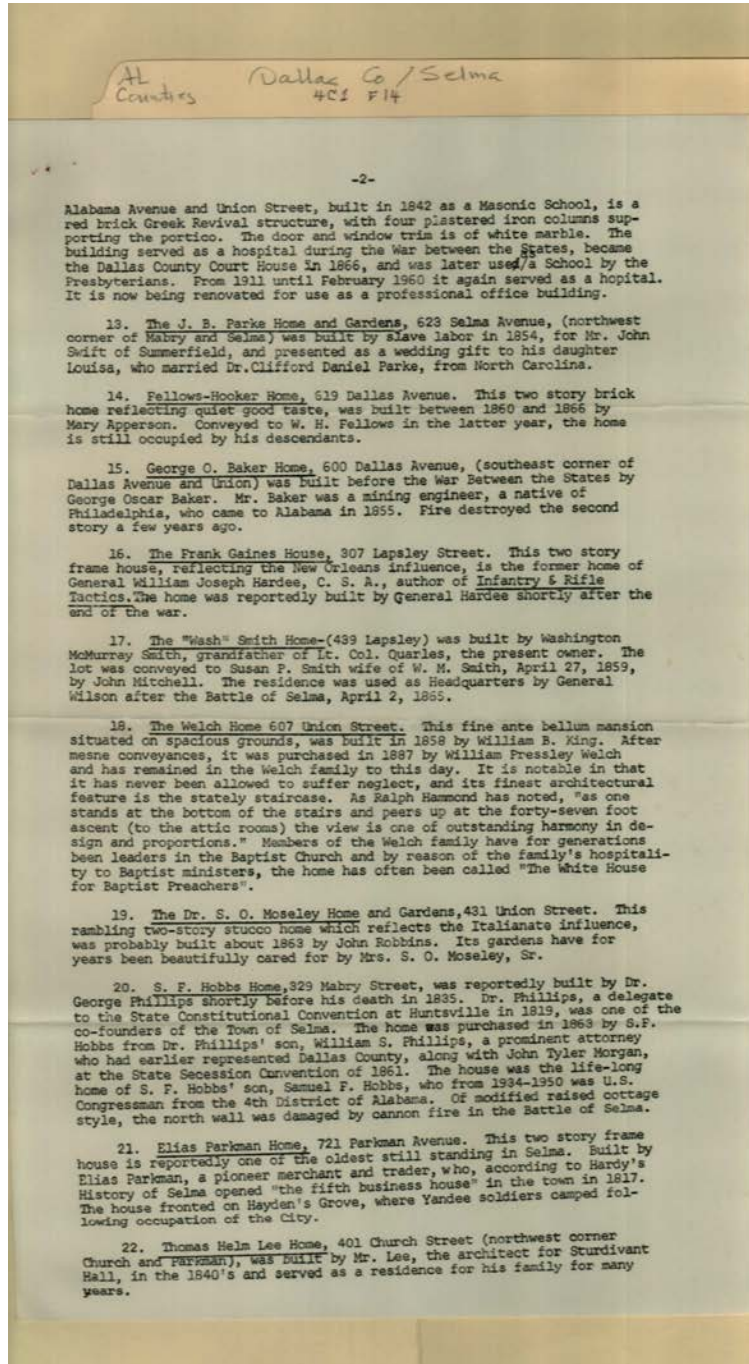 AL Dallas Co / Selma
Counties 4C1 F14
-2-
Alabama Avenue and Union Street, built in 1842 as a Masonic School, is a
red brick Greek Revival structure, with four plastered iron columns sup-
porting the portico. The door and window trim is of white marble. The
building served as a hospital during the War between the States, became
the Dallas County Court House in 1866, and was later used/as a School by the
Presbyterians. From 1911 until February 1960 it again served as a hopital.
It is now being renovated for use as a professional office building.
13. The J. B. Parke Home and Gardens, 623 Selma Avenue, (northwest
corner of Mabry and Selma) was built by slave labor in 1854, for Mr. John
Swift of Summerfield, and presented as a wedding gift to his daughter
Louisa, who married Dr.Clifford Daniel Parke, from North Carolina.
14. Fellows-Hooker Home, 619 Dallas Avenue. This two story brick
home reflecting quiet good taste, was built between 1860 and 1866 by
Mary Apperson. Conveyed to W. H. Fellows in the latter year, the home
is still occupied by his descendants.
15. George O. Baker Home, 600 Dallas Avenue, (southeast corner of
Dallas Avenue and Union) was built before the War Between the States by
George Oscar Baker. Mr. Baker was a mining engineer, a native of
Philadelphia, who came to Alabama in 1855. Fire destroyed the second
story a few years ago.
16. The Frank Gaines House, 307 Lapsley Street. This two story
frame house, reflecting the New Orleans influence, is the former home of
General William Joseph Hardee, C. S. A., author of Infantry & Rifle
Tactics.The home was reportedly built by General Hardee shortly after the
end of the war.
17. The "Wash" Smith Home-(439 Lapsley) was built by Washington
McMurray Smith, grandfather of Lt. Col. Quarles, the present owner. The
lot was conveyed to Susan P. Smith wife of W. M. Smith, April 27, 1859,
by John Mitchell. The residence was used as Headquarters by General
Wilson after the Battle of Selma, April 2, 1865.
18. The Welch Home 607 Union Street. This fine ante bellum mansion
situated on spacious grounds, was built in 1858 by William B. King. After
mesne conveyances, it was purchased in 1887 by William Pressley Welch
and has remained in the Welch family to this day. It is notable in that
it has never been allowed to suffer neglect, and its finest architectural
feature is the stately staircase. As Ralph Hammond has noted, "as one
stands at the bottom of the stairs and peers up at the forty-seven foot
ascent (to the attic rooms) the view is one of outstanding harmony in de-
sign and proportions." Members of the Welch family have for generations
been leaders in the Baptist Church and by reason of the family's hospitali-
ty to Baptist ministers, the home has often been called "The White House
for Baptist Preachers".
19. The Dr. S. O. Moseley Home and Gardens,431 Union Street. This
rambling two-story stucco home which reflects the Italianate influence,
was probably built about 1863 by John Robbins. Its gardens have for
years been beautifully cared for by Mrs. S. O. Moseley, Sr.
20. S. F. Hobbs Home,329 Mabry Street, was reportedly built by Dr.
George Phillips shortly before his death in 1835. Dr. Phillips, a delegate
to the State Constitutional Convention at Huntsville in 1819, was one of the
co-founders of the Town of Selma. The home was purchased in 1863 by S.F.
Hobbs from Dr. Phillips' son, William S. Phillips, a prominent attorney
who had earlier represented Dallas County, along with John Tyler Morgan,
at the State Secession Convention of 1861. The house was the life-long
home of S. F. Hobbs' son, Samuel F. Hobbs, who from 1934-1950 was U.S.
Congressman from the 4th District of Alabama. Of modified raised cottage
style, the north wall was damaged by cannon fire in the Battle of Selma.
21. Elias Parkman Home, 721 Parkman Avenue. This two story frame
house is reportedly one of the oldest still standing in Selma. Built by
Elias Parkman, a pioneer merchant and trader, who, according to Hardy's
History of Selma opened "the fifth business house" in the town in 1817.
The house fronted on Hayden's Grove, where Yandee soldiers camped fol-
lowing occupation of the City.
22. Thomas Helm Lee Home, 401 Church Street (northwest corner
Church and Parkman), was built by Mr. Lee, the architect for Sturdivant
Hall, in the 1840's and served as a residence for his family for many
years.